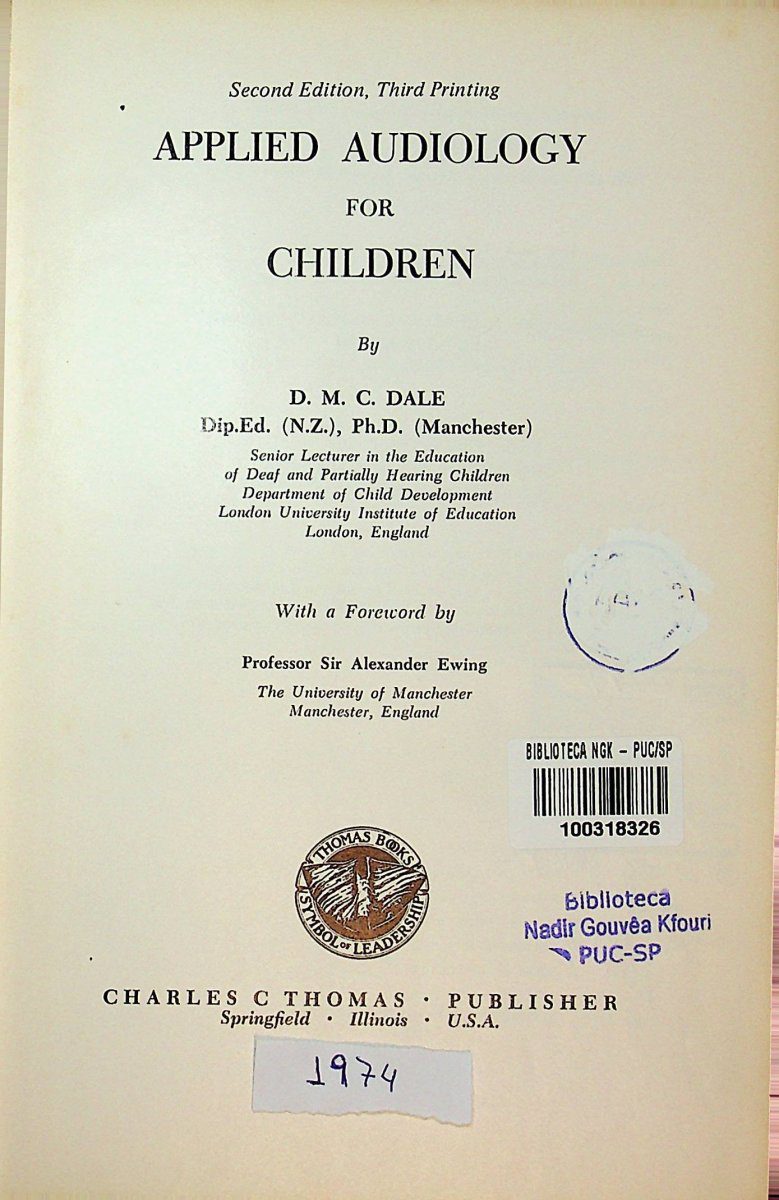 Second Edition, Third Printing
APPLIED AUDIOLOGY
FOR
CHILDREN
By
D. M. C. DALE
Dip.Ed. (N.Z.), Ph.D. (Manchester)
Senior Lecturer in the Education
of Deaf and Partially Hearing Children
Department of Child Development
London University Institute of Education
London, England
With a Foreword by
Professor Sir Alexander Ewing
The University of Manchester
Manchester, England
BIBLIOTECA NGK – PUC/SP
100318326
THOMAS BOOKS
SYMBOL OF LEADERSHIP
Biblioteca
Nadir Gouvêa Kfouri
PUC-SP
CHARLES C THOMAS · PUBLISHER
Springfield · Illinois · U.S.A.
1974